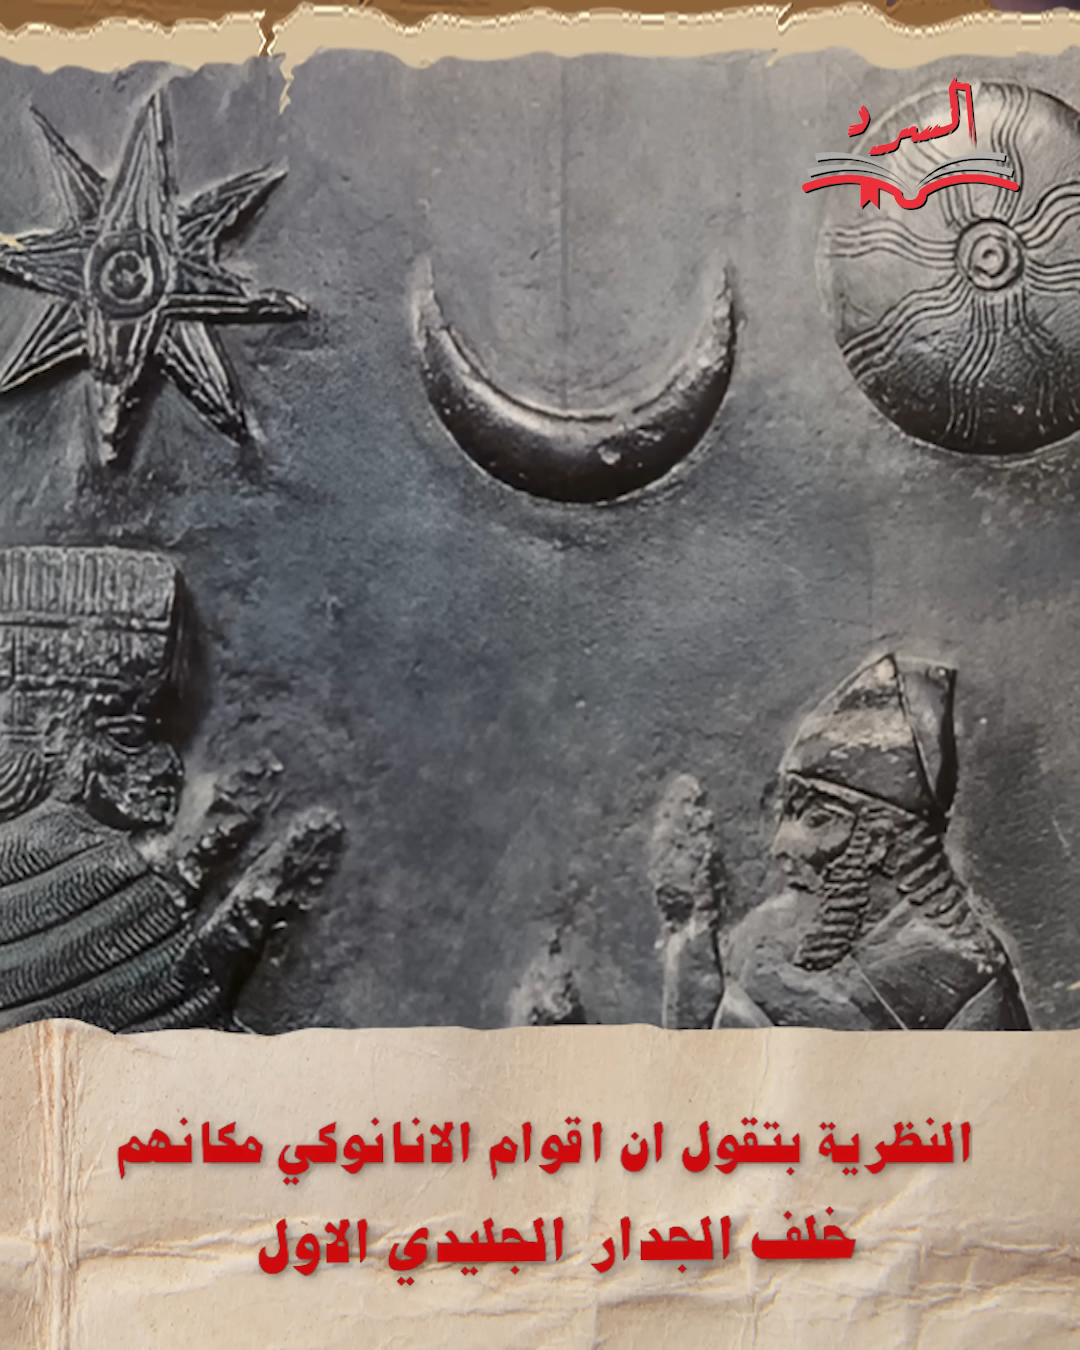 السرد
النظرية بتقول ان اقوام الانانوكي مكانهم
خلف الجدار الجليدي الاول